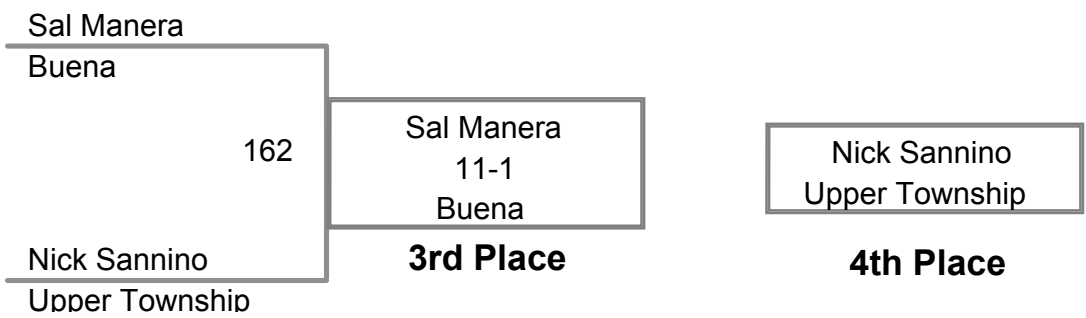 Sal Manera
Buena
162
Nick Sannino
Upper Township
Sal Manera
11-1
Buena
3rd Place
Nick Sannino
Upper Township
4th Place